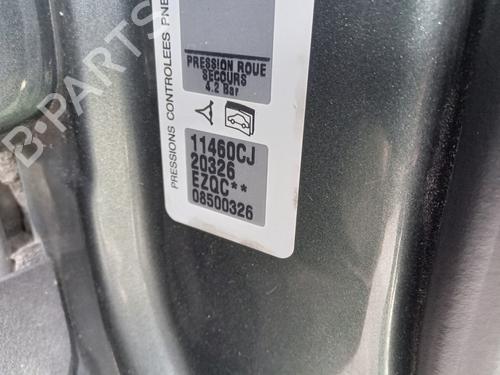 PRESSION ROUE
SECOURS
4.2 Bar
11460CJ
20326
EZQC**
08500326
PRESSIONS CONTROLEES PNE
B-PARTS